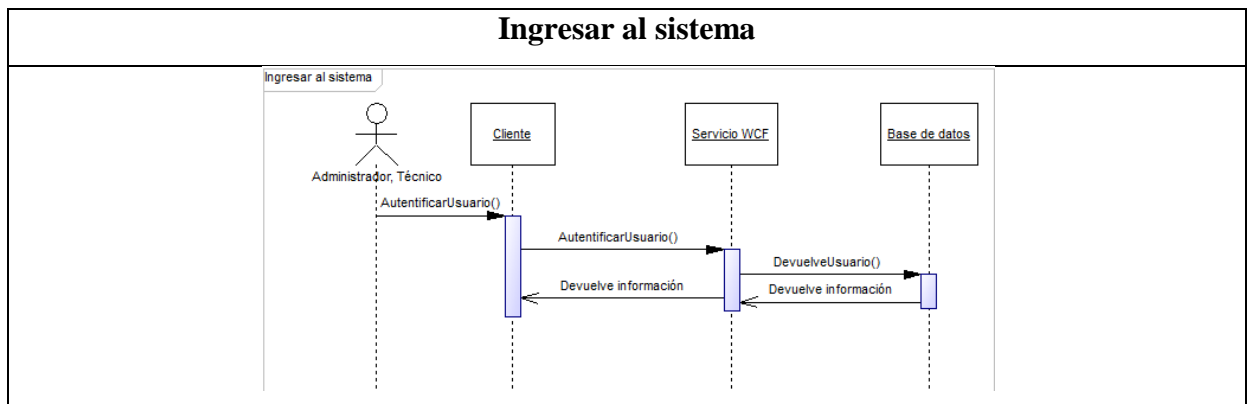 Ingresar al sistema
Ingresar al sistema
Cliente
Servicio WCF
Base de datos
Administrador, Técnico
AutentificarUsuario()
AutentificarUsuario()
DevuelveUsuario()
Devuelve información
Devuelve información